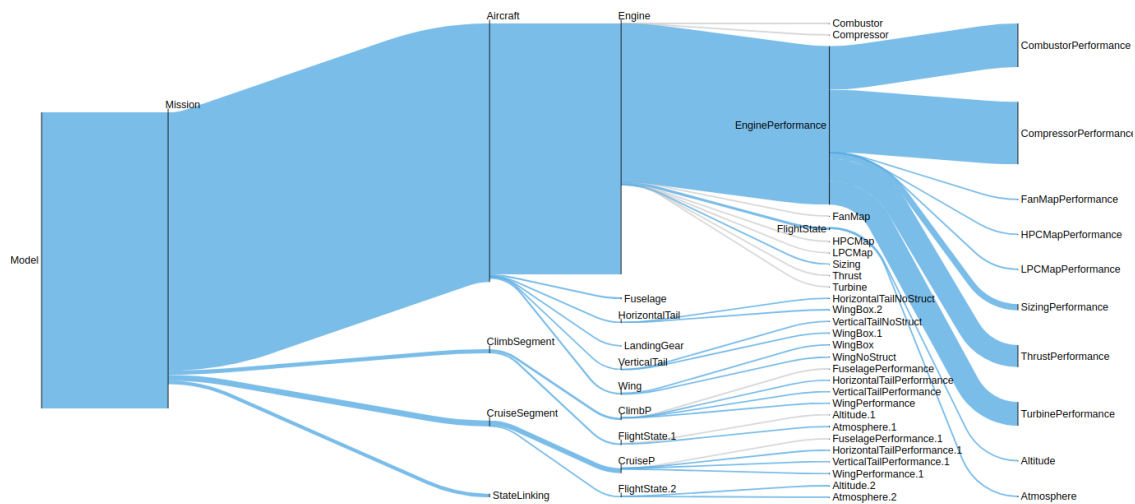 Model
Mission
Aircraft
ClimbSegment
CruiseSegment
StateLinking
Engine
Fuselage
HorizontalTail
LandingGear
VerticalTail
Wing
ClimbP
FlightState.1
CruiseP
FlightState.2
Combustor
Compressor
EnginePerformance
FanMap
FlightState
HPCMap
LPCMap
Sizing
Thrust
Turbine
HorizontalTailNoStruct
WingBox.2
VerticalTailNoStruct
WingBox.1
WingBox
WingNoStruct
FuselagePerformance
HorizontalTailPerformance
VerticalTailPerformance
WingPerformance
Altitude.1
Atmosphere.1
FuselagePerformance.1
HorizontalTailPerformance.1
VerticalTailPerformance.1
WingPerformance.1
Altitude.2
Atmosphere.2
CombustorPerformance
CompressorPerformance
FanMapPerformance
HPCMapPerformance
LPCMapPerformance
SizingPerformance
ThrustPerformance
TurbinePerformance
Altitude
Atmosphere